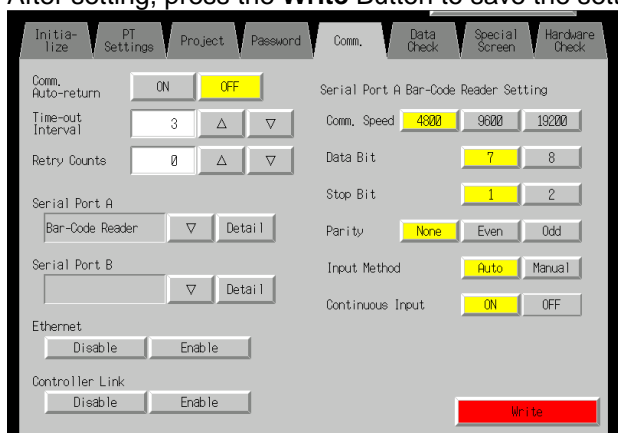 After setting, press the Write Button to save the set
Initia-
lize
PT
Settings
Project
Password
Comm.
Data
Check
Special
Screen
Hardware
Check
Comm.
Auto-return
ON
OFF
Time-out
Interval
3
△
▽
Retry Counts
0
△
▽
Serial Port A
Bar-Code Reader
▽
Detail
Serial Port B
▽
Detail
Ethernet
Disable
Enable
Controller Link
Disable
Enable
Serial Port A Bar-Code Reader Setting
Comm. Speed
4800
9600
19200
Data Bit
7
8
Stop Bit
1
2
Parity
None
Even
Odd
Input Method
Auto
Manual
Continuous Input
ON
OFF
Write